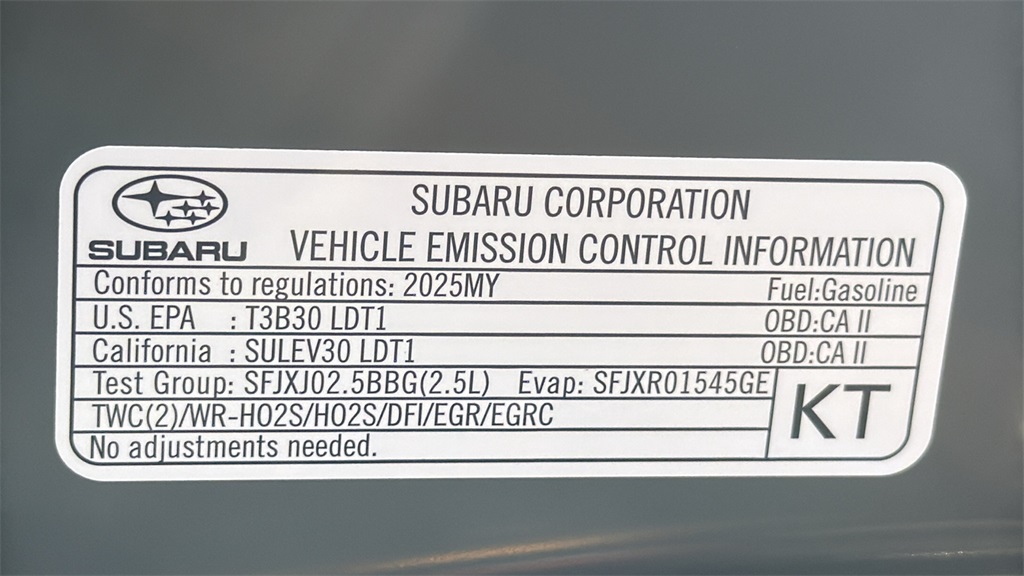 SUBARU CORPORATION
SUBARU VEHICLE EMISSION CONTROL INFORMATION
Conforms to regulations: 2025MY Fuel:Gasoline
U.S. EPA : T3B30 LDT1 OBD:CA II
California : SULEV30 LDT1 OBD:CA II
Test Group: SFJXJ02.5BBG(2.5L) Evap: SFJXR01545GE
TWC(2)/WR-HO2S/HO2S/DFI/EGR/EGRC
KT
No adjustments needed.